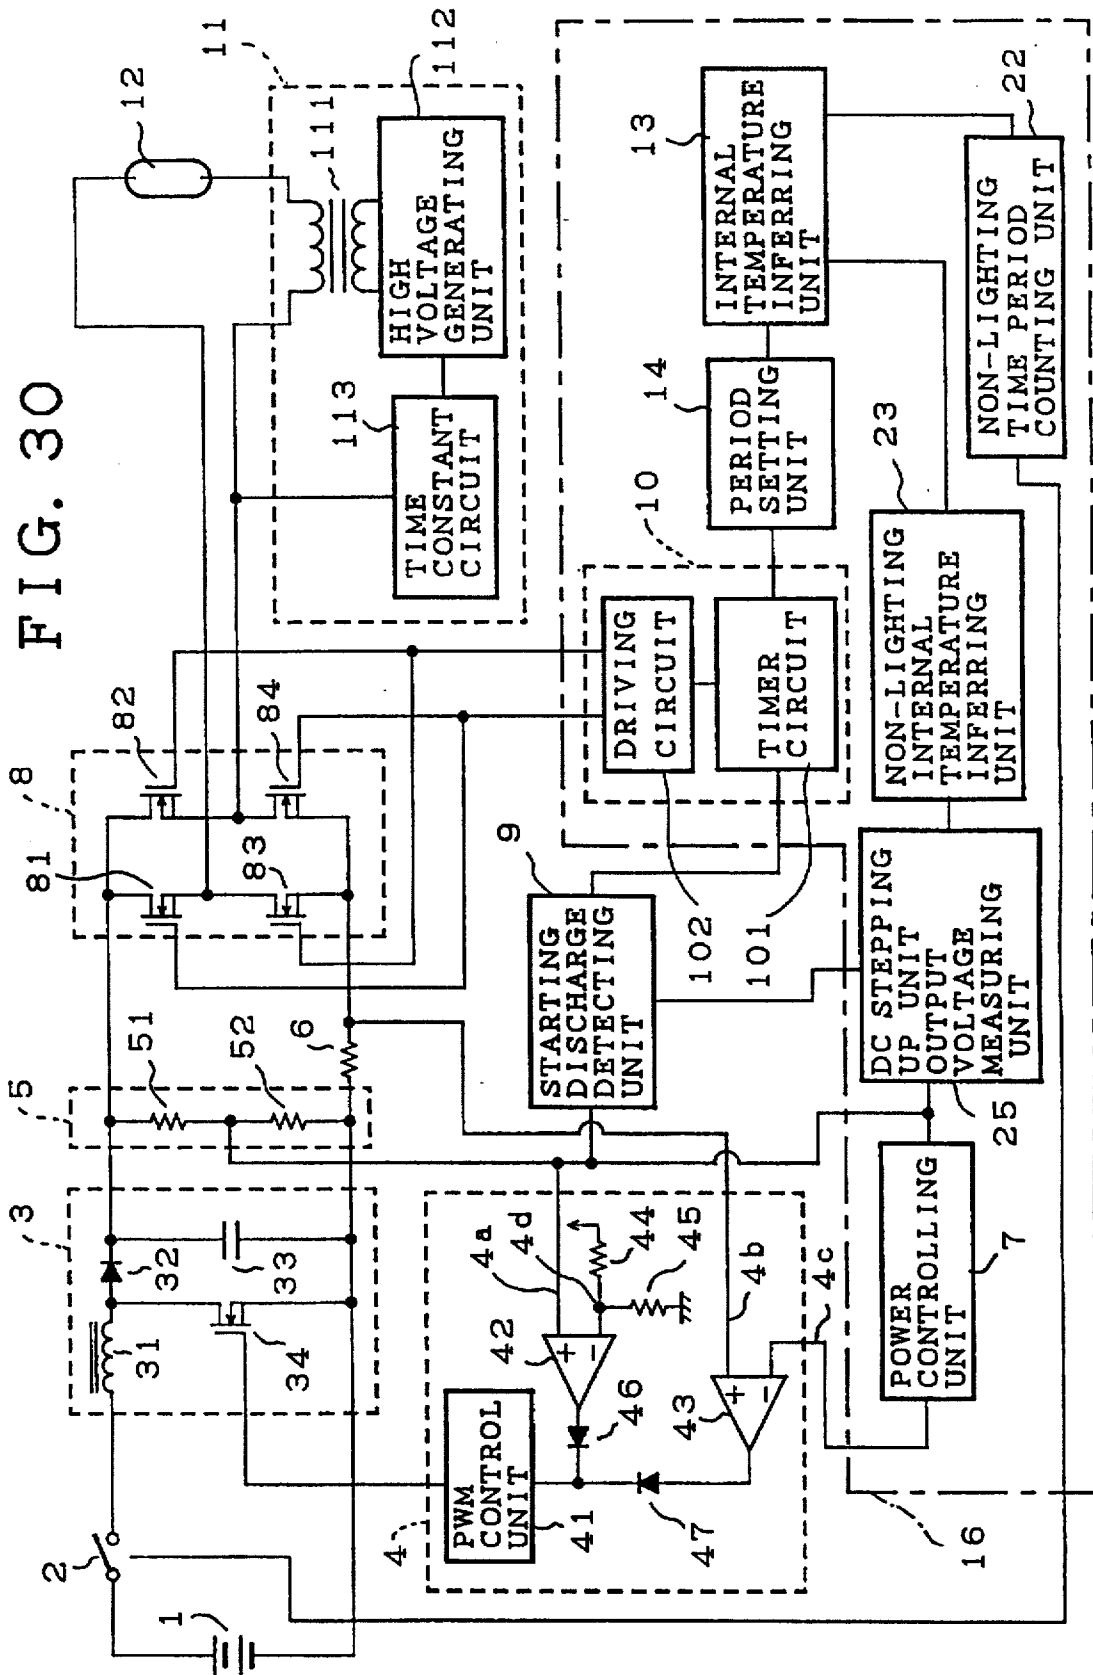 FIG. 30
1
2
3
31
32
33
34
5
51
52
6
8
81
82
83
84
12
11
111
112
HIGH
VOLTAGE
GENERATING
UNIT
113
TIME
CONSTANT
CIRCUIT
4
PWM
CONTROL
UNIT
41
42
+
−
4a
4d
44
45
46
47
43
+
−
4b
4c
9
STARTING
DISCHARGE
DETECTING
UNIT
10
DRIVING
CIRCUIT
102
TIMER
CIRCUIT
101
14
PERIOD
SETTING
UNIT
13
INTERNAL
TEMPERATURE
INFERRING
UNIT
7
POWER
CONTROLLING
UNIT
25
DC STEPPING
UP UNIT
OUTPUT
VOLTAGE
MEASURING
UNIT
23
NON-LIGHTING
INTERNAL
TEMPERATURE
INFERRING
UNIT
22
NON-LIGHTING
TIME PERIOD
COUNTING UNIT
16